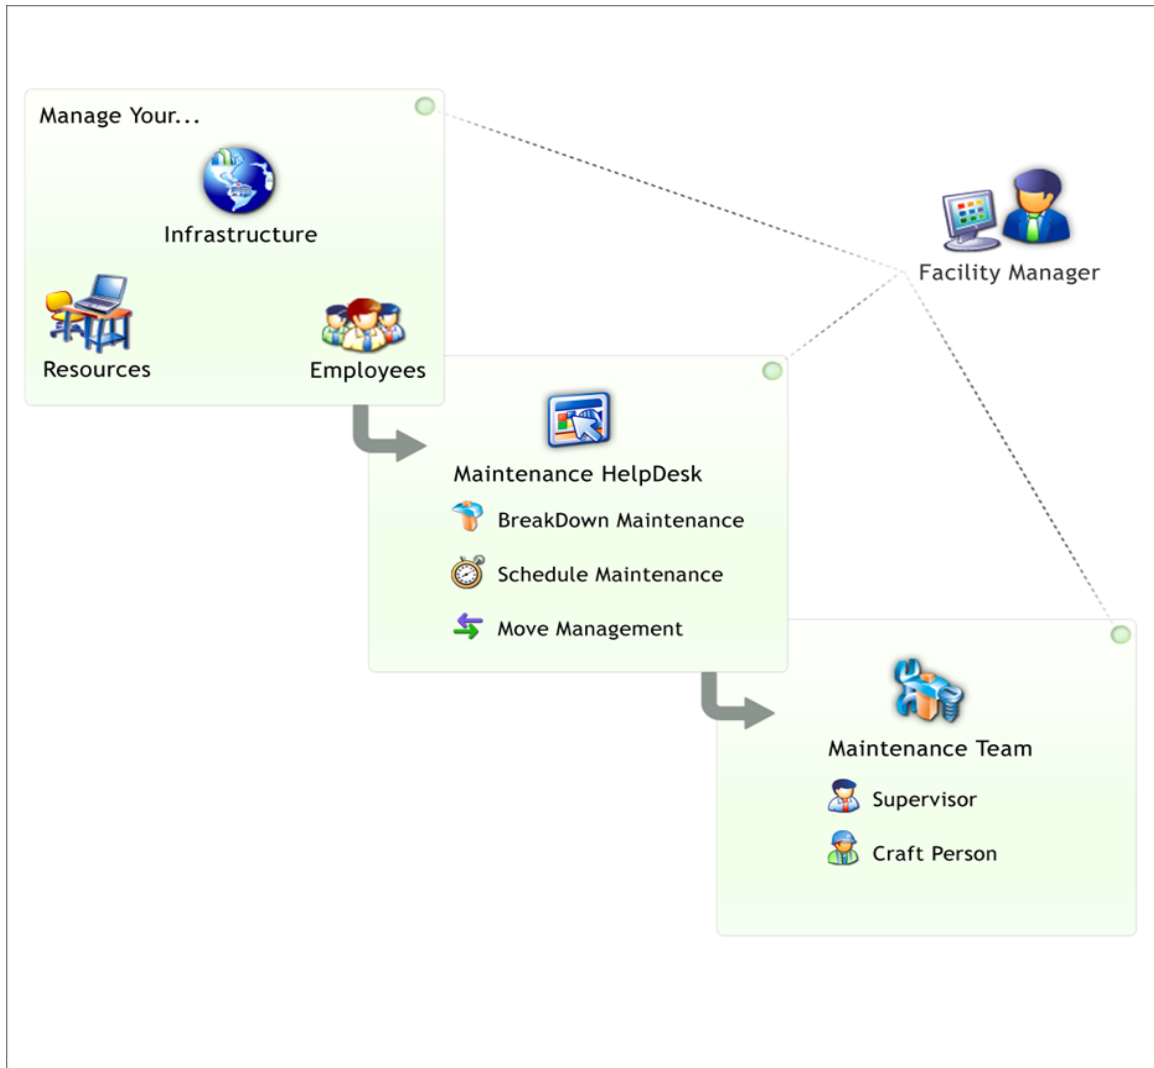 Manage Your...
Infrastructure
Resources
Employees
Facility Manager
Maintenance HelpDesk
BreakDown Maintenance
Schedule Maintenance
Move Management
Maintenance Team
Supervisor
Craft Person